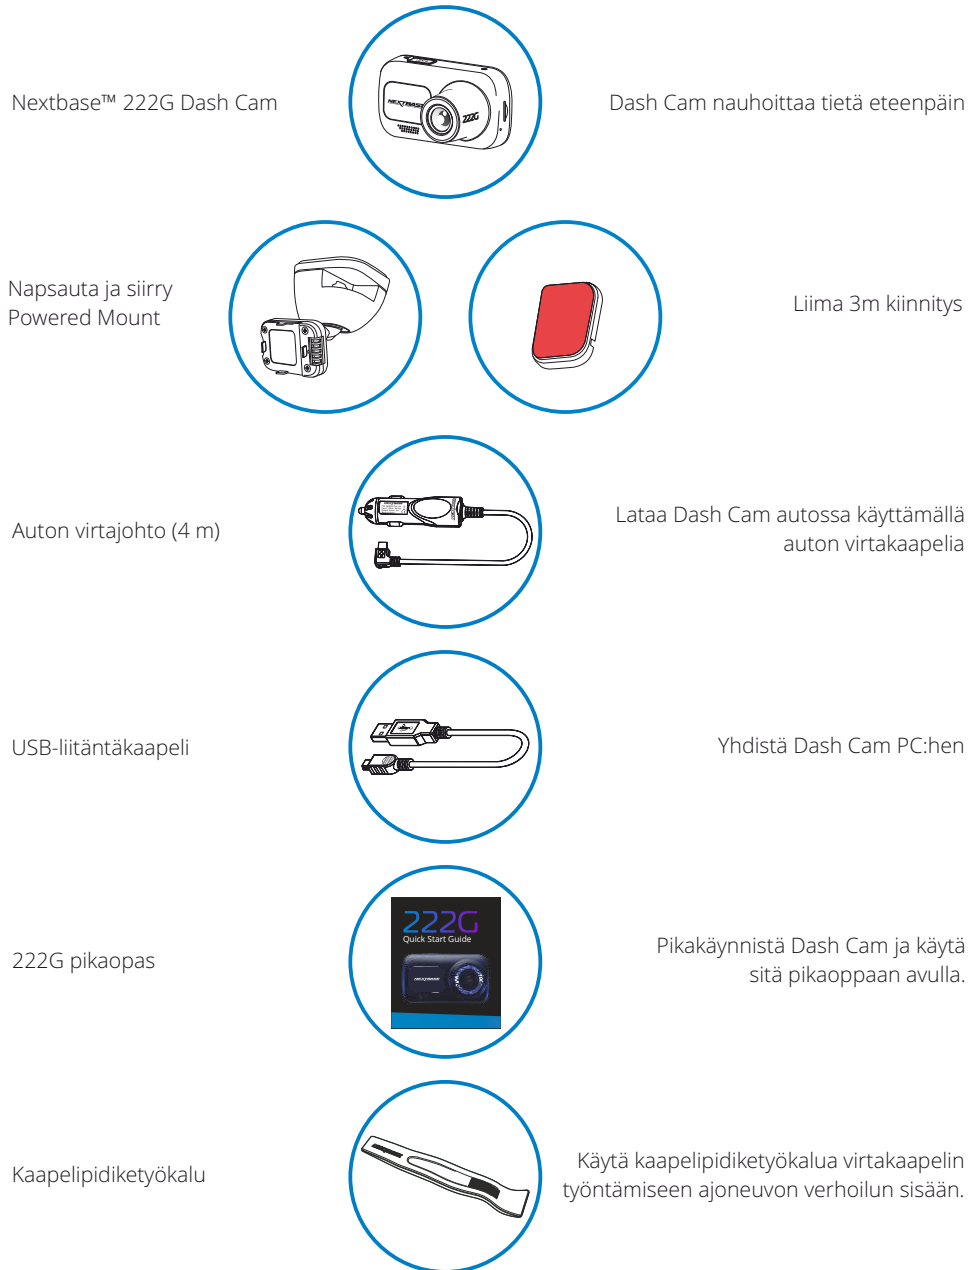 Nextbase™ 222G Dash Cam
NEXTBASE
222G
Dash Cam nauhoittaa tietä eteenpäin
Napsauta ja siirry
Powered Mount
Liima 3m kiinnitys
Auton virtajohto (4 m)
Lataa Dash Cam autossa käyttämällä
auton virtakaapelia
USB-liitäntäkaapeli
Yhdistä Dash Cam PC:hen
222G pikaopas
222G
Quick Start Guide
NEXTBASE
Pikakäynnistä Dash Cam ja käytä
sitä pikaoppaan avulla.
Kaapelipidiketyökalu
Käytä kaapelipidiketyökalua virtakaapelin
työntämiseen ajoneuvon verhoilun sisään.